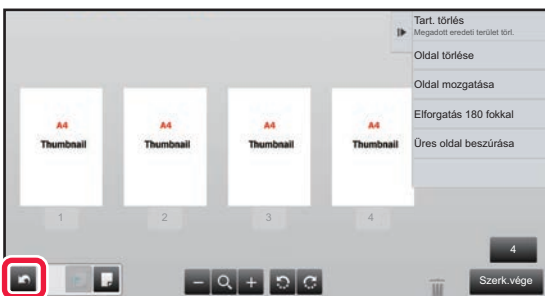 Tart. törlés
Megadott eredeti terület törl.
Oldal törlése
Oldal mozgatása
Elforgatás 180 fokkal
Üres oldal beszúrása
A4
Thumbnail
A4
Thumbnail
A4
Thumbnail
A4
Thumbnail
1
2
3
4
4
Szerk.vége